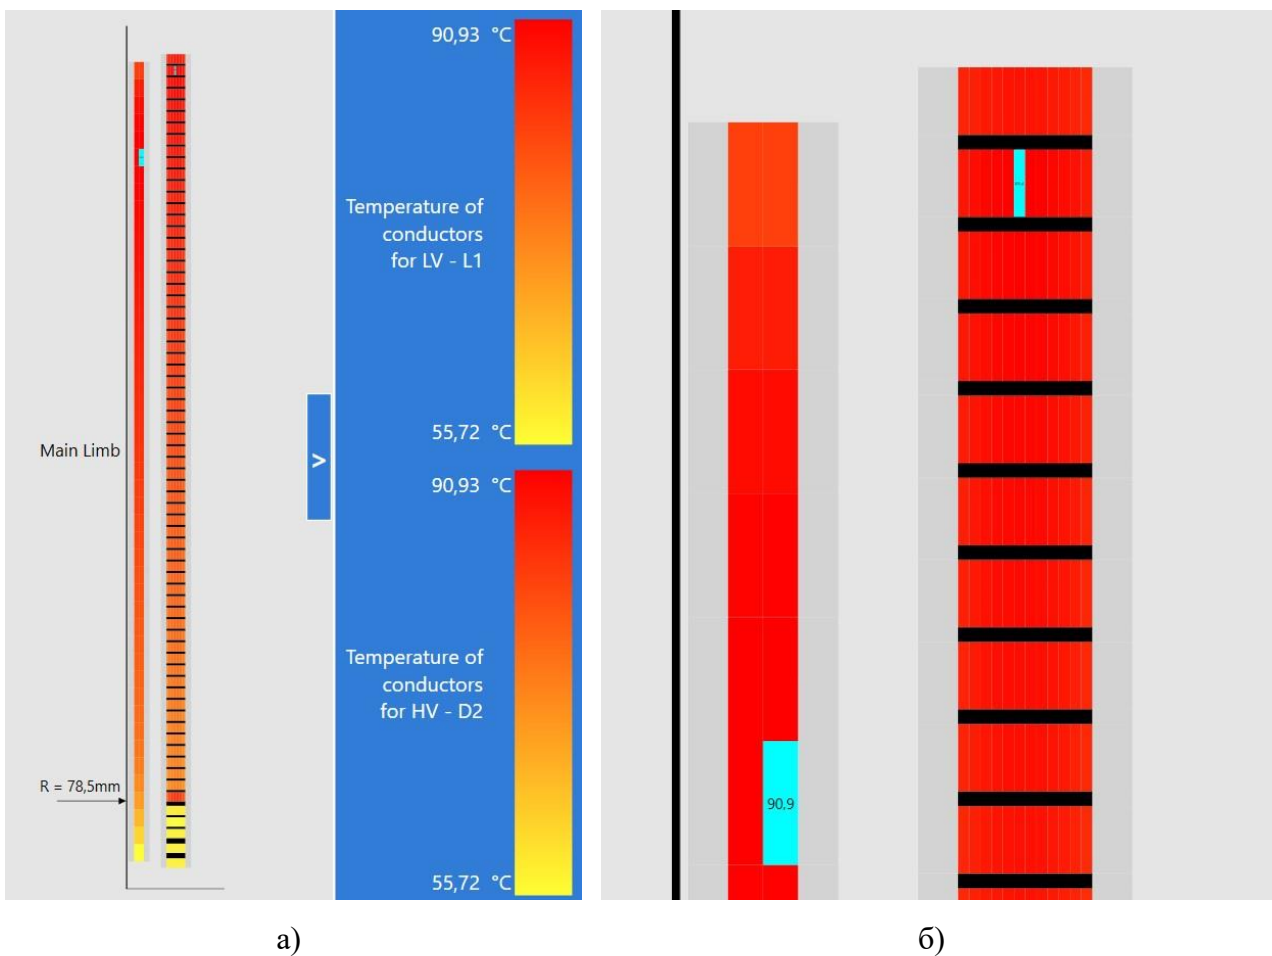 90,93 °C
Temperature of
conductors
for LV - L1
55,72 °C
Main Limb
>
90,93 °C
Temperature of
conductors
for HV - D2
R = 78,5mm
55,72 °C
90,9
а)
б)